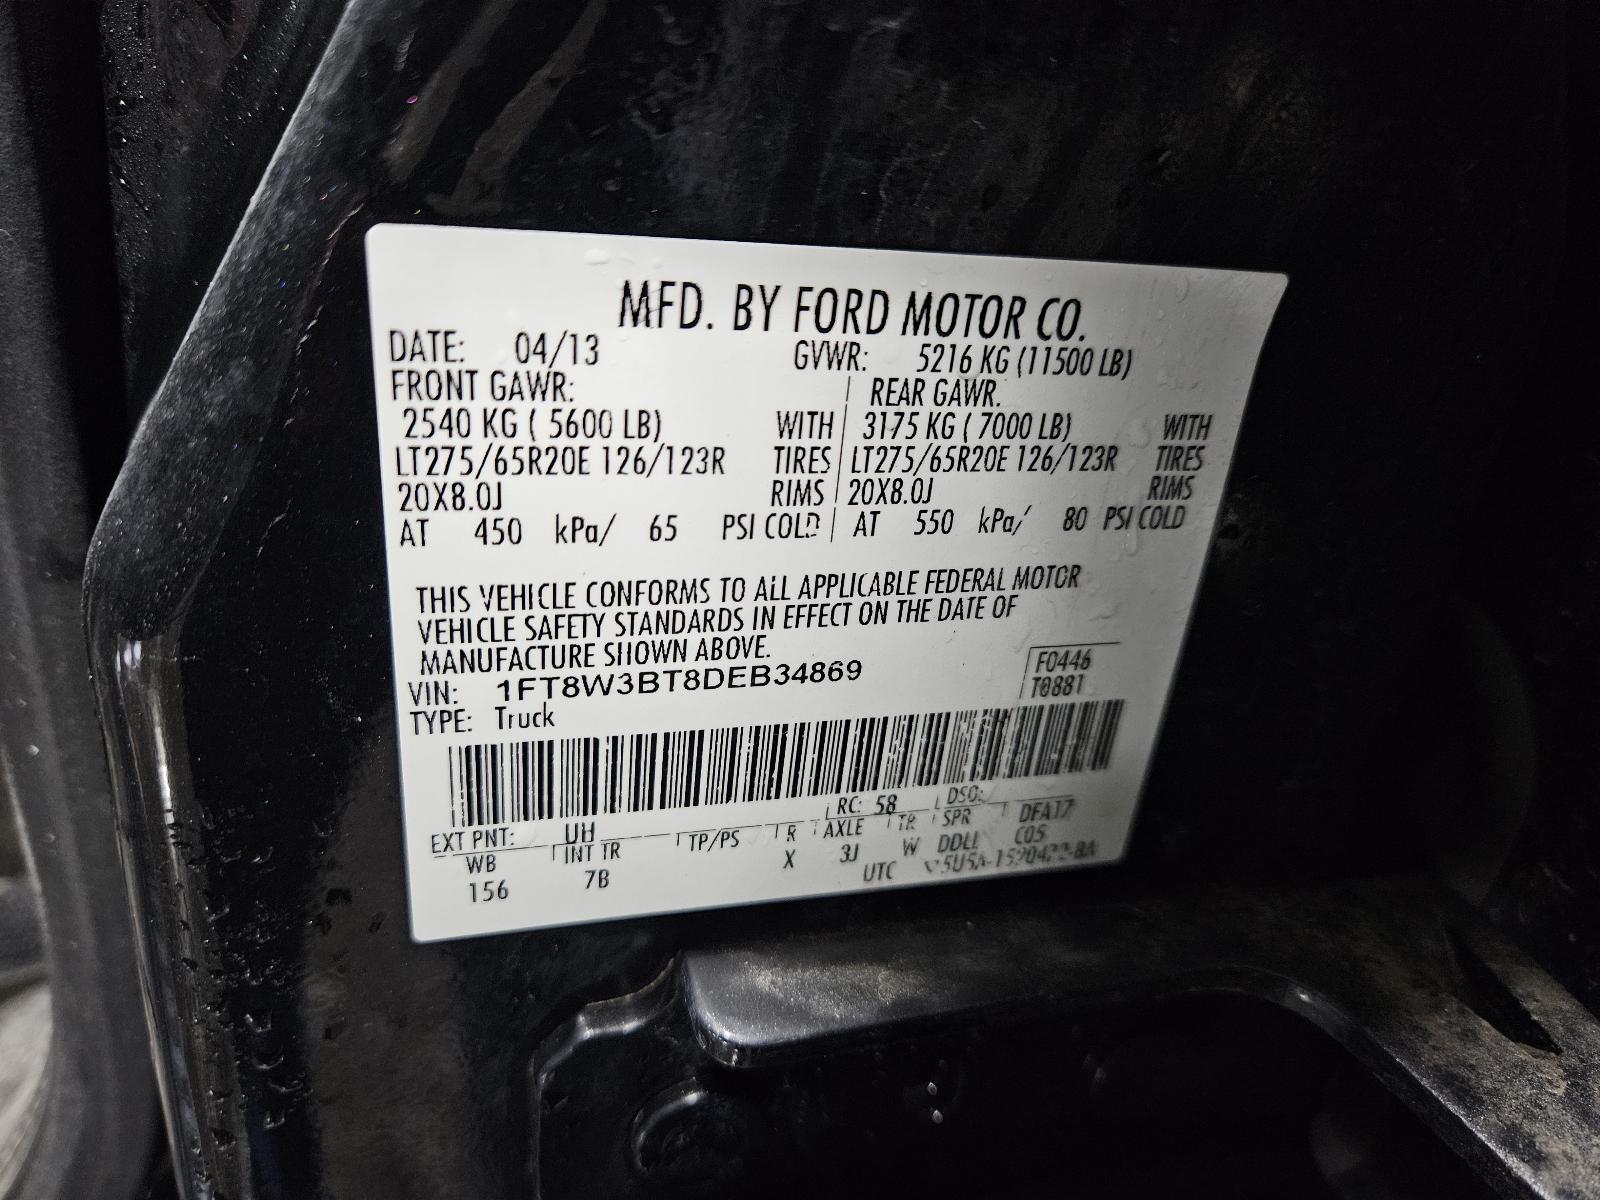 MFD. BY FORD MOTOR CO.
DATE: 04/13 GVWR: 5216 KG (11500 LB)
FRONT GAWR: REAR GAWR:
2540 KG ( 5600 LB) WITH 3175 KG ( 7000 LB) WITH
LT275/65R20E 126/123R TIRES LT275/65R20E 126/123R TIRES
20X8.0J RIMS 20X8.0J RIMS
AT 450 kPa/ 65 PSI COLD AT 550 kPa/ 80 PSI COLD
THIS VEHICLE CONFORMS TO ALL APPLICABLE FEDERAL MOTOR
VEHICLE SAFETY STANDARDS IN EFFECT ON THE DATE OF
MANUFACTURE SHOWN ABOVE.
VIN: 1FT8W3BT8DEB34869 F0446
TYPE: Truck T0881
RC: 58 DSO:
EXT PNT: UH
WB INT TR TP/PS R AXLE TR SPR DFA17
156 7B X 3J W DDLL COS
UTC